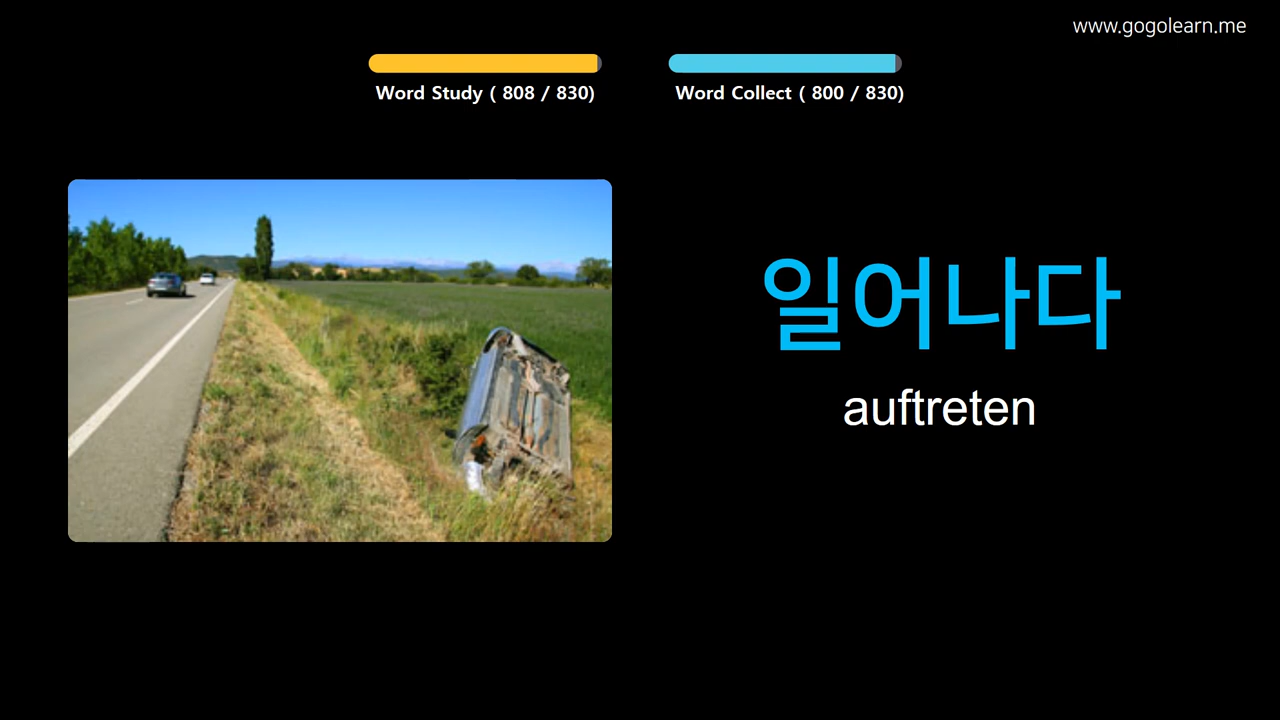 www.gogolearn.me
Word Study ( 808 / 830)
Word Collect ( 800 / 830)
일어나다
auftreten